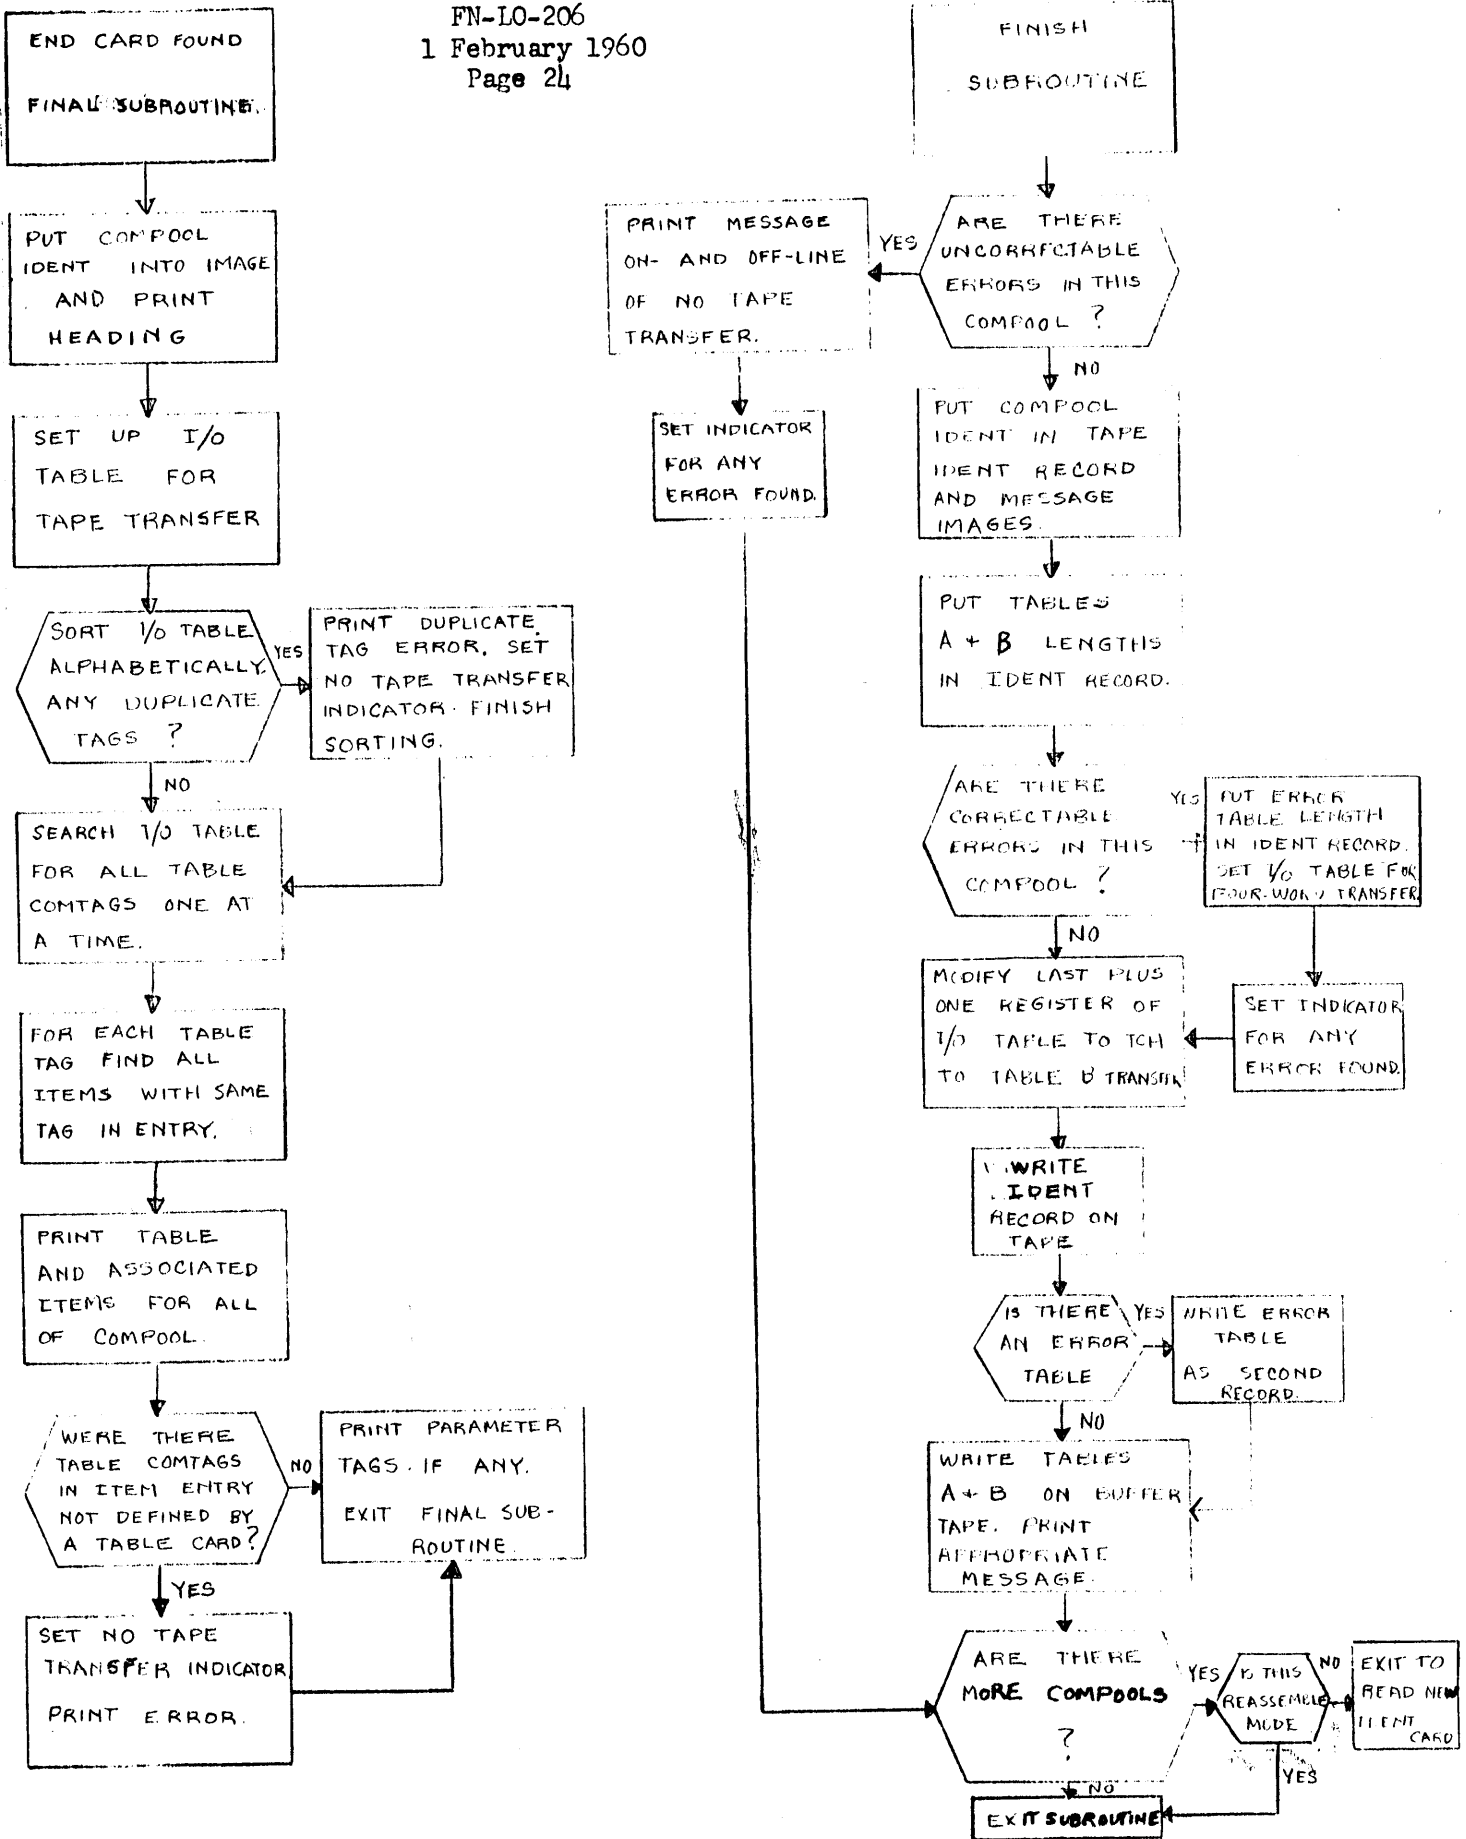 FN-LO-206
1 February 1960
Page 24
END CARD FOUND
FINAL SUBROUTINE.
PUT COMPOOL
IDENT INTO IMAGE
AND PRINT
HEADING
SET UP I/O
TABLE FOR
TAPE TRANSFER
SORT I/O TABLE
ALPHABETICALLY
ANY DUPLICATE
TAGS ?
YES
PRINT DUPLICATE
TAG ERROR. SET
NO TAPE TRANSFER
INDICATOR. FINISH
SORTING.
NO
SEARCH I/O TABLE
FOR ALL TABLE
COMTAGS ONE AT
A TIME.
FOR EACH TABLE
TAG FIND ALL
ITEMS WITH SAME
TAG IN ENTRY.
PRINT TABLE
AND ASSOCIATED
ITEMS FOR ALL
OF COMPOOL.
WERE THERE
TABLE COMTAGS
IN ITEM ENTRY
NOT DEFINED BY
A TABLE CARD?
NO
PRINT PARAMETER
TAGS. IF ANY.
EXIT FINAL SUB-
ROUTINE.
YES
SET NO TAPE
TRANSFER INDICATOR
PRINT ERROR.
FINISH
SUBROUTINE
ARE THERE
UNCORRECTABLE
ERRORS IN THIS
COMPOOL ?
YES
PRINT MESSAGE
ON- AND OFF-LINE
OF NO TAPE
TRANSFER.
SET INDICATOR
FOR ANY
ERROR FOUND.
NO
PUT COMPOOL
IDENT IN TAPE
IDENT RECORD
AND MESSAGE
IMAGES.
PUT TABLES
A + B LENGTHS
IN IDENT RECORD.
ARE THERE
CORRECTABLE
ERRORS IN THIS
COMPOOL ?
YES
PUT ERROR
TABLE LENGTH
IN IDENT RECORD.
SET I/O TABLE FOR
FOUR-WORD TRANSFER.
SET INDICATOR
FOR ANY
ERROR FOUND.
NO
MODIFY LAST PLUS
ONE REGISTER OF
I/O TABLE TO TCH
TO TABLE B TRANSFER
WRITE
IDENT
RECORD ON
TAPE
IS THERE
AN ERROR
TABLE
YES
WRITE ERROR
TABLE
AS SECOND
RECORD.
NO
WRITE TABLES
A + B ON BUFFER
TAPE. PRINT
APPROPRIATE
MESSAGE.
ARE THERE
MORE COMPOOLS
?
YES
IS THIS
REASSEMBLE
MODE
NO
EXIT TO
READ NEW
IDENT
CARD
YES
NO
EXIT SUBROUTINE